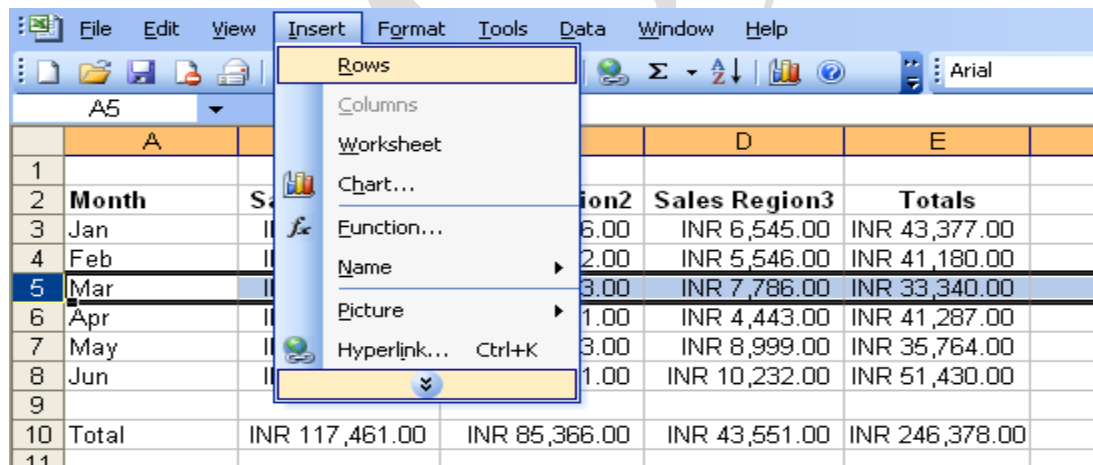 File Edit View Insert Format Tools Data Window Help
Rows Σ Arial
A5 Columns
Worksheet
A D E
1
Chart...
2 Month ion2 Sales Region3 Totals
3 Jan 6.00 INR 6,545.00 INR 43,377.00
Function...
4 Feb 2.00 INR 5,546.00 INR 41,180.00
Name
5 Mar 3.00 INR 7,786.00 INR 33,340.00
Picture
6 Apr 1.00 INR 4,443.00 INR 41,287.00
7 May 3.00 INR 8,999.00 INR 35,764.00
Hyperlink... Ctrl+K
8 Jun 1.00 INR 10,232.00 INR 51,430.00
9
10 Total INR 117,461.00 INR 85,366.00 INR 43,551.00 INR 246,378.00
11